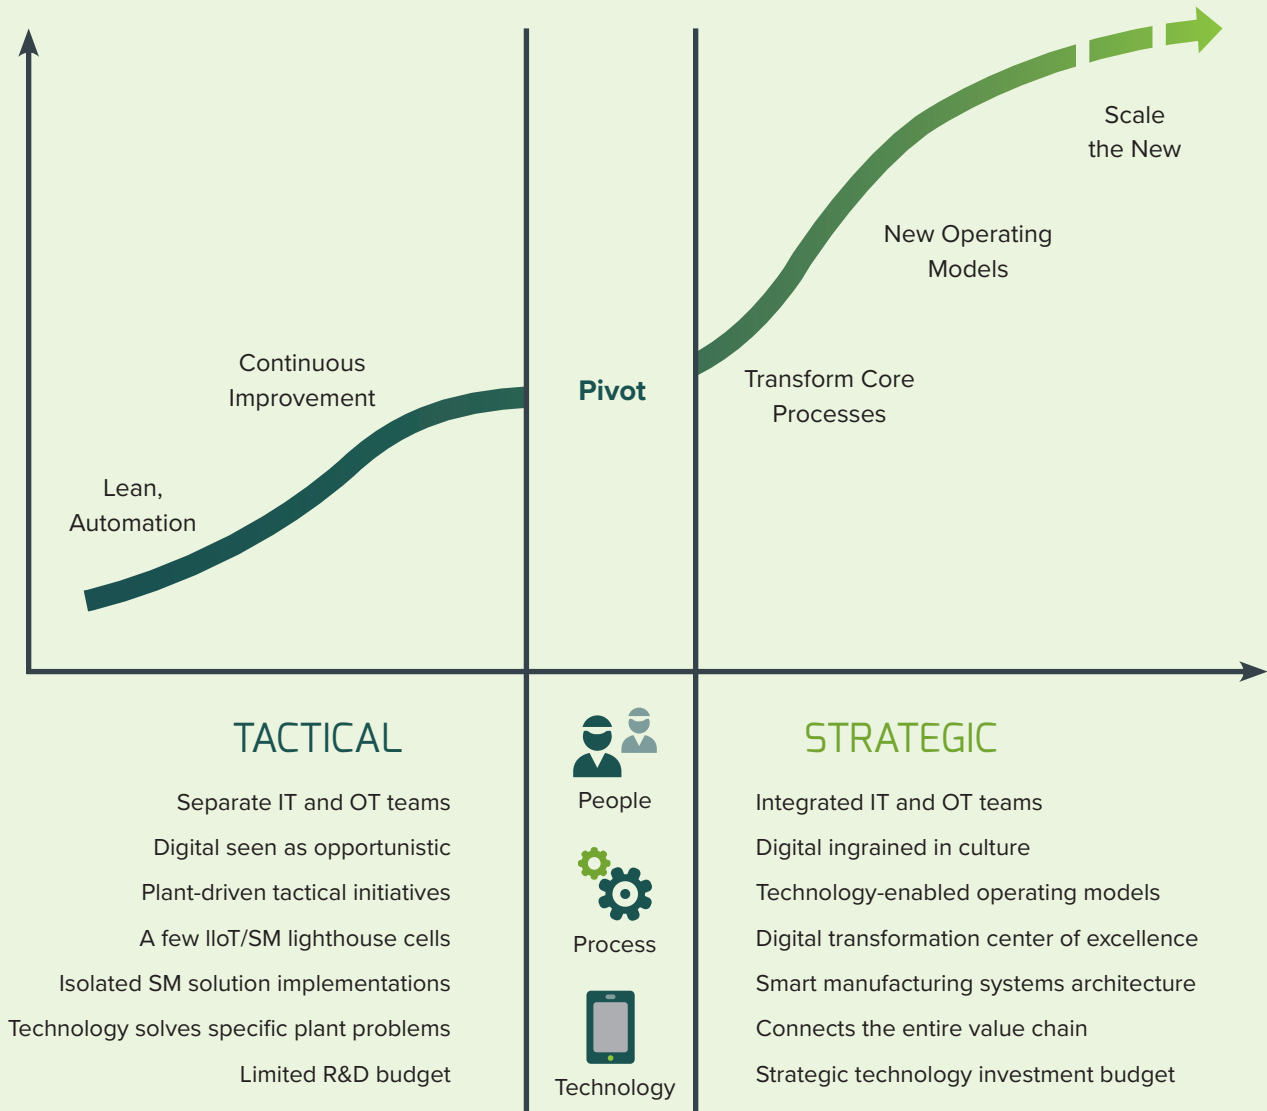 Scale
the New
New Operating
Models
Continuous
Improvement
Pivot
Transform Core
Processes
Lean,
Automation
TACTICAL
Separate IT and OT teams
Digital seen as opportunistic
Plant-driven tactical initiatives
A few IIoT/SM lighthouse cells
Isolated SM solution implementations
Technology solves specific plant problems
Limited R&D budget
People
Process
Technology
STRATEGIC
Integrated IT and OT teams
Digital ingrained in culture
Technology-enabled operating models
Digital transformation center of excellence
Smart manufacturing systems architecture
Connects the entire value chain
Strategic technology investment budget